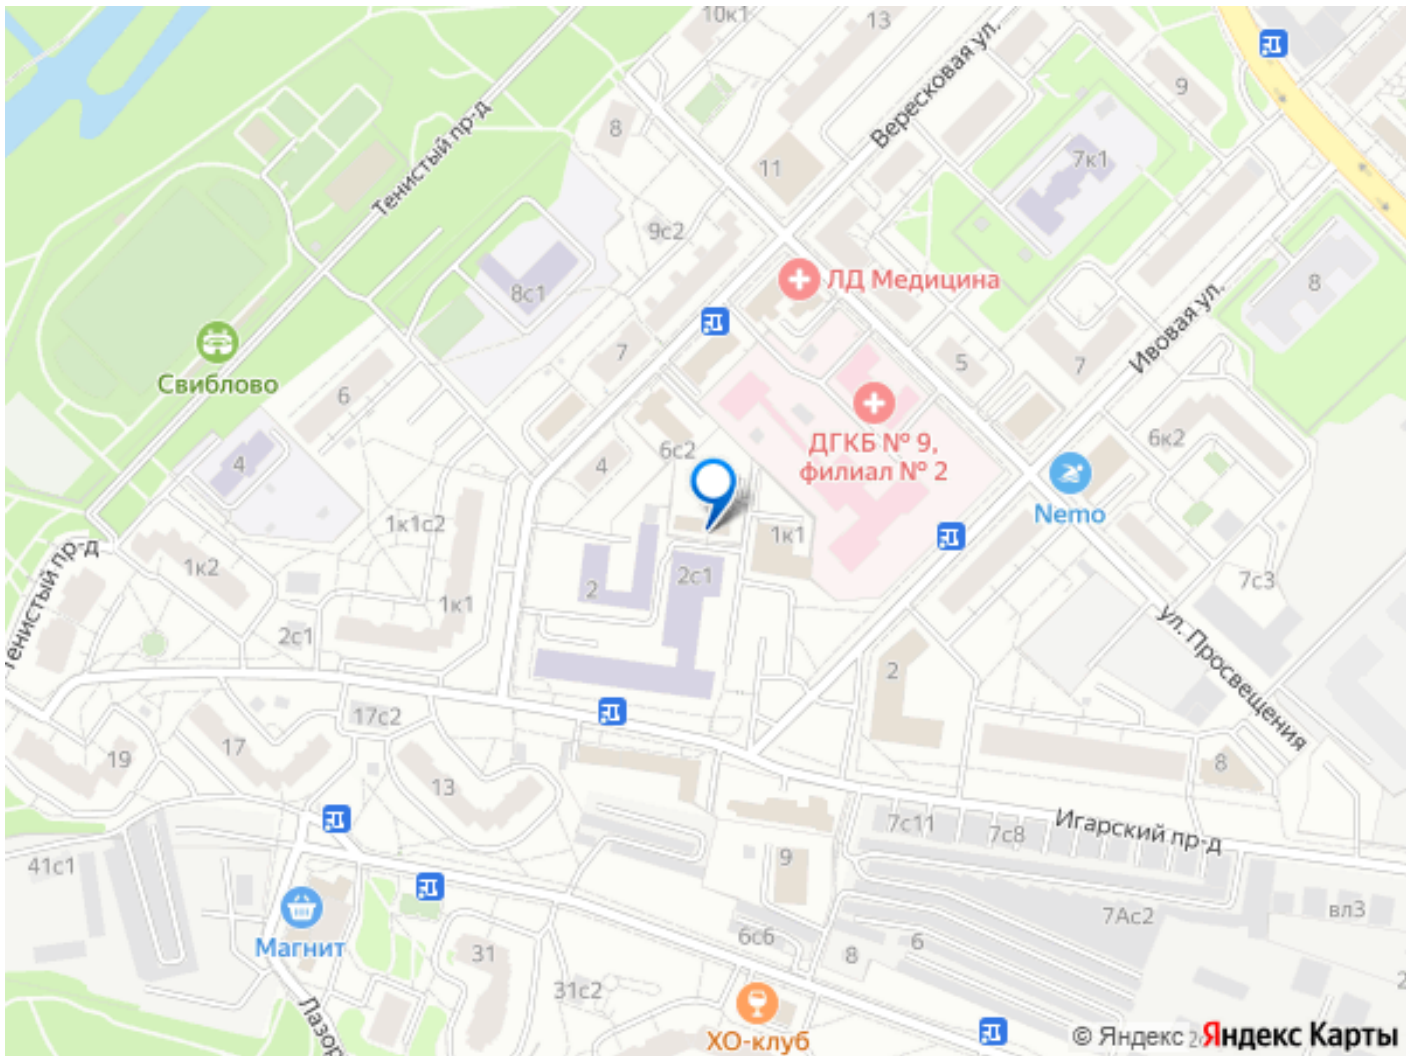 10к1
13
Вересковая ул.
9
8
Тенистый пр-д
11
7к1
9с2
ЛД Медицина
8с1
8
Ивовая ул.
7
5
7
Свиблово
6
ДГКБ № 9,
филиал № 2
6к2
6с2
4
4
Nemo
1к1с2
1к1
Тенистый пр-д
1к2
2с1
7с3
2
1к1
2с1
ул. Просвещения
2
17с2
17
19
13
8
Игарский пр-д
7с11
7с8
9
41с1
7Ас2
вл3
Магнит
6с6
6
31
8
31с2
Лазор
ХО-клуб
© Яндекс
Яндекс Карты